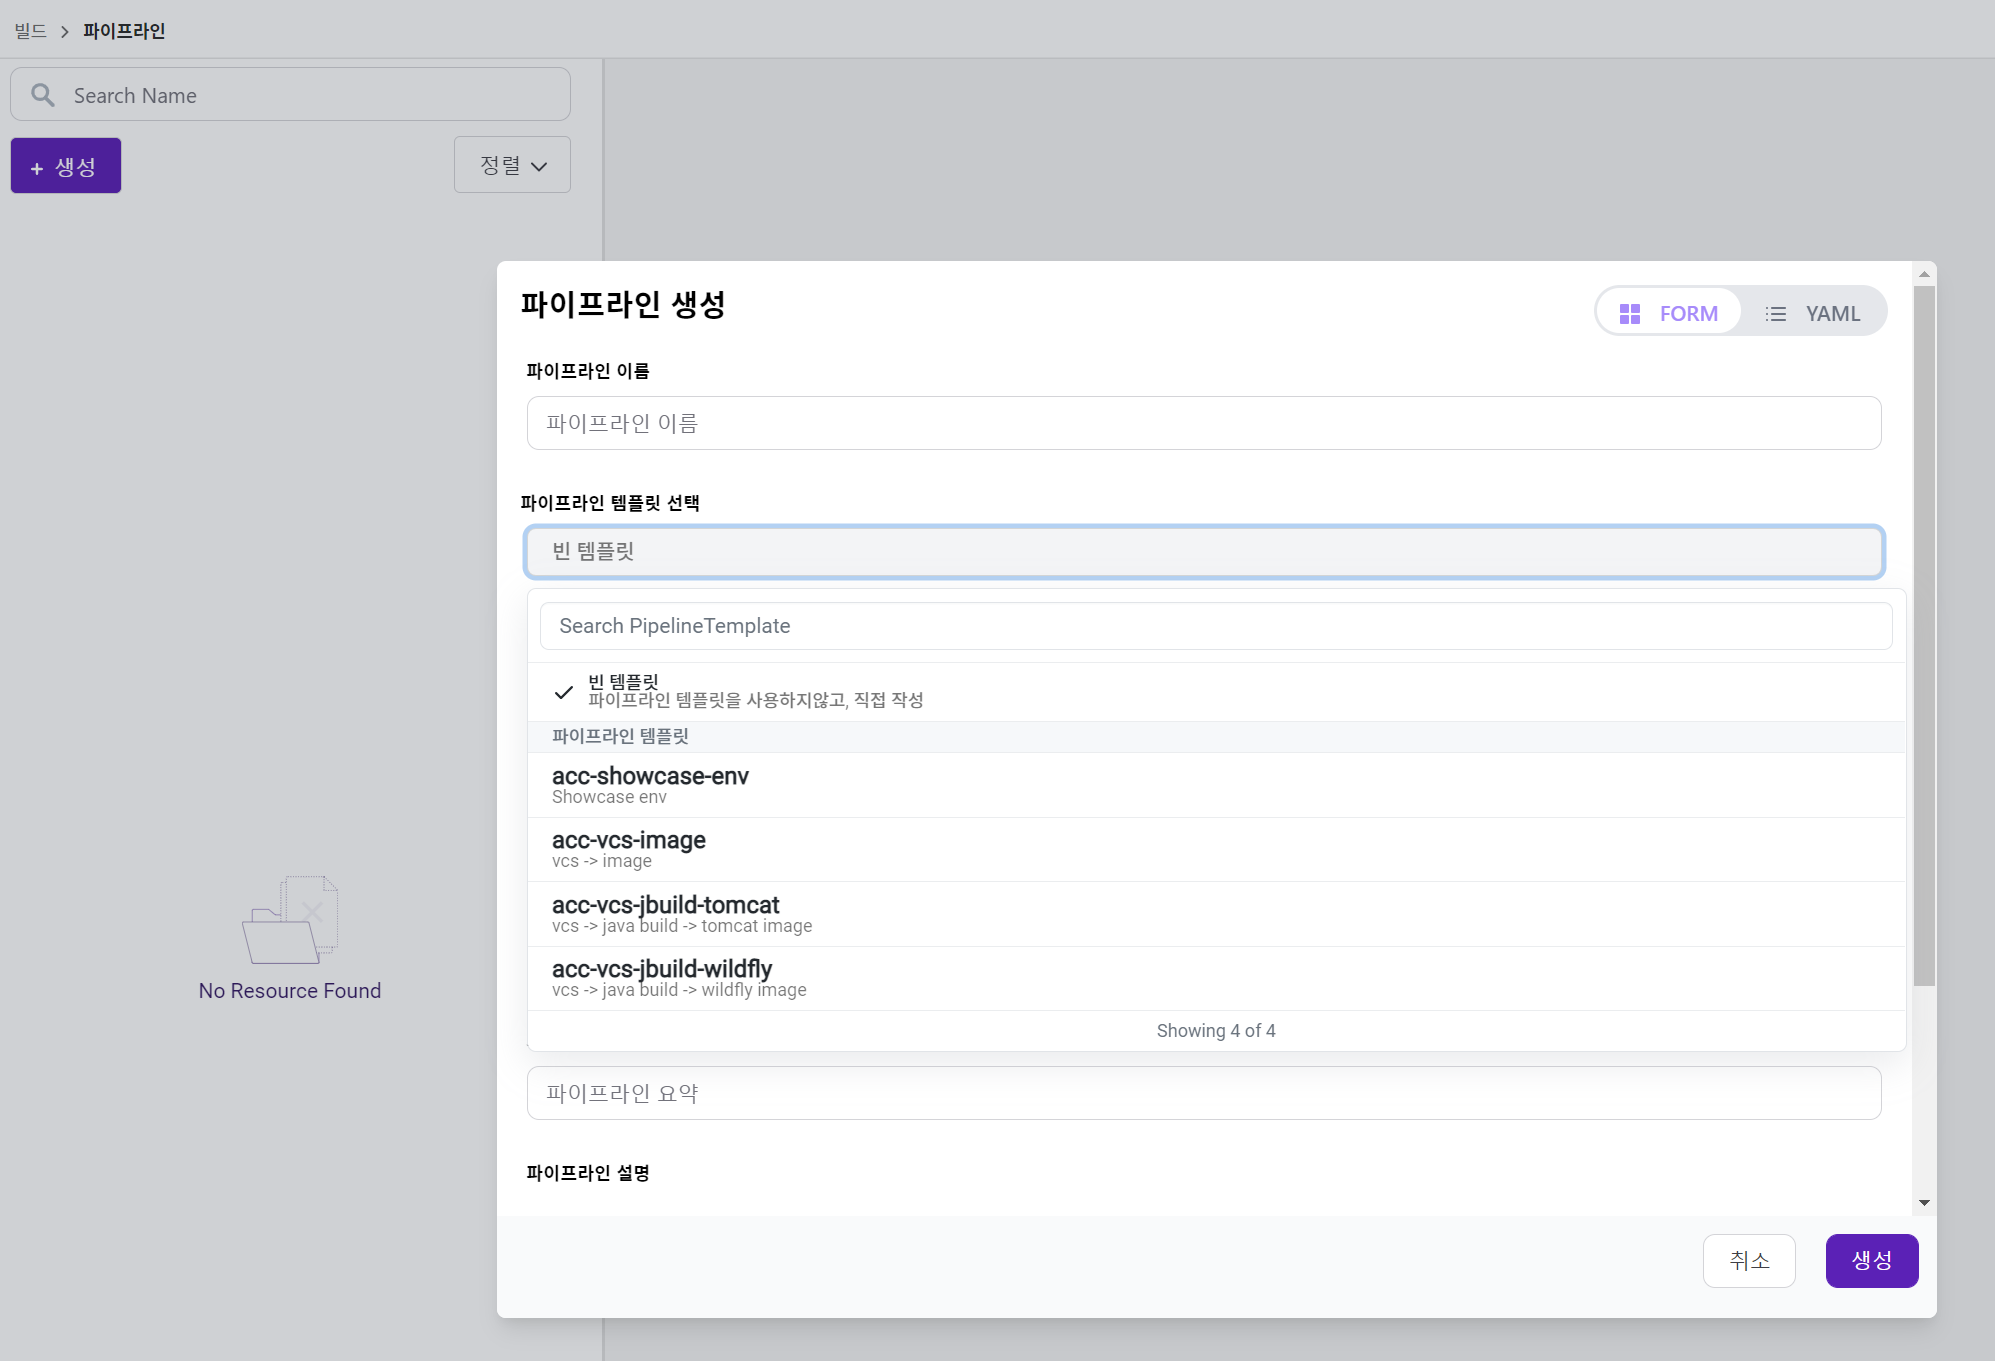 빌드 > 파이프라인
Search Name
+ 생성
정렬
No Resource Found
파이프라인 생성
FORM
YAML
파이프라인 이름
파이프라인 이름
파이프라인 템플릿 선택
빈 템플릿
Search PipelineTemplate
빈 템플릿
파이프라인 템플릿을 사용하지않고, 직접 작성
파이프라인 템플릿
acc-showcase-env
Showcase env
acc-vcs-image
vcs -> image
acc-vcs-jbuild-tomcat
vcs -> java build -> tomcat image
acc-vcs-jbuild-wildfly
vcs -> java build -> wildfly image
Showing 4 of 4
파이프라인 요약
파이프라인 설명
취소
생성